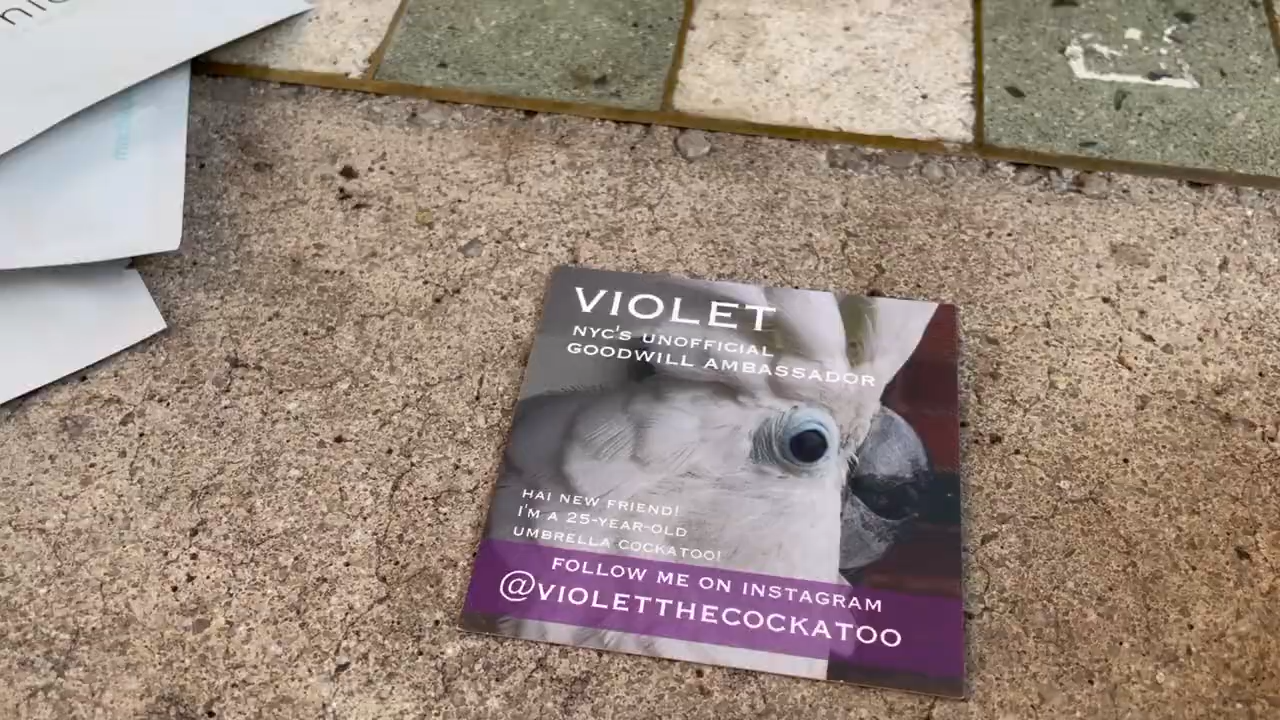 VIOLET
NYC'S UNOFFICIAL
GOODWILL AMBASSADOR
HAI NEW FRIEND!
I'M A 25-YEAR-OLD
UMBRELLA COCKATOO!
FOLLOW ME ON INSTAGRAM
@VIOLETTHECOCKATOO